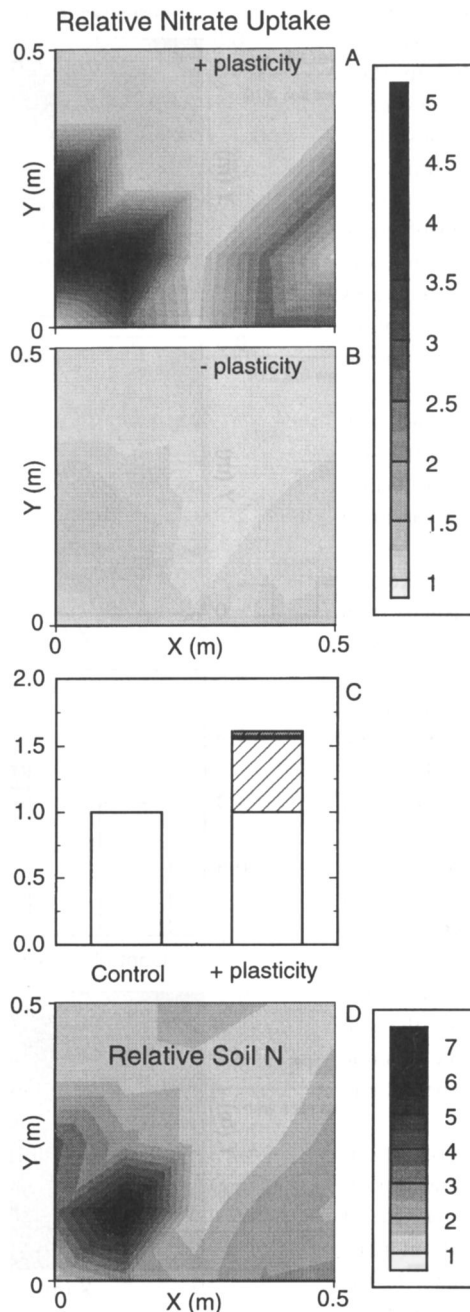 Relative Nitrate Uptake
A
+ plasticity
0.5
Y (m)
0
5
4.5
4
3.5
3
2.5
2
1.5
1
B
- plasticity
0.5
Y (m)
0
0
X (m)
0.5
C
2.0
1.5
1.0
0.5
0.0
Control
+ plasticity
D
Relative Soil N
0.5
Y (m)
0
0
X (m)
0.5
7
6
5
4
3
2
1